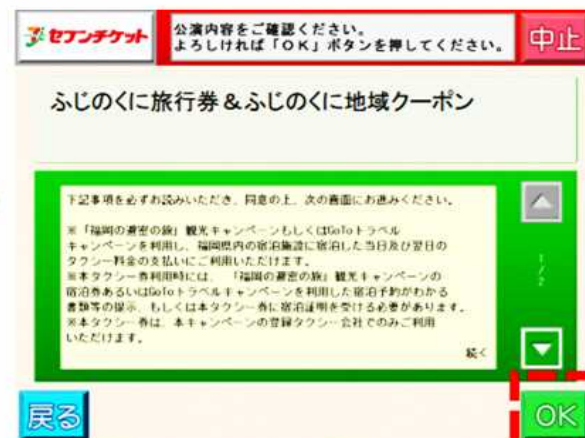 セブンチケット
公演内容をご確認ください。
よろしければ「OK」ボタンを押してください。
中止
ふじのくに旅行券&ふじのくに地域クーポン
下記事項を必ずお読みいただき、同意の上、次の画面にお進みください。
※「福岡の避密の旅」観光キャンペーンもしくはGoToトラベル
キャンペーンを利用し、福岡県内の宿泊施設に宿泊した当日及び翌日の
タクシー料金の支払いにご利用いただけます。
※本タクシー券利用時には、「福岡の避密の旅」観光キャンペーンの
宿泊券あるいはGoToトラベルキャンペーンを利用した宿泊予約がわかる
書類等の提示、もしくは本タクシー券に宿泊証明を受ける必要があります。
※本タクシー券は、本キャンペーンの登録タクシー会社でのみご利用
いただけます。
続く
1/2
戻る
OK